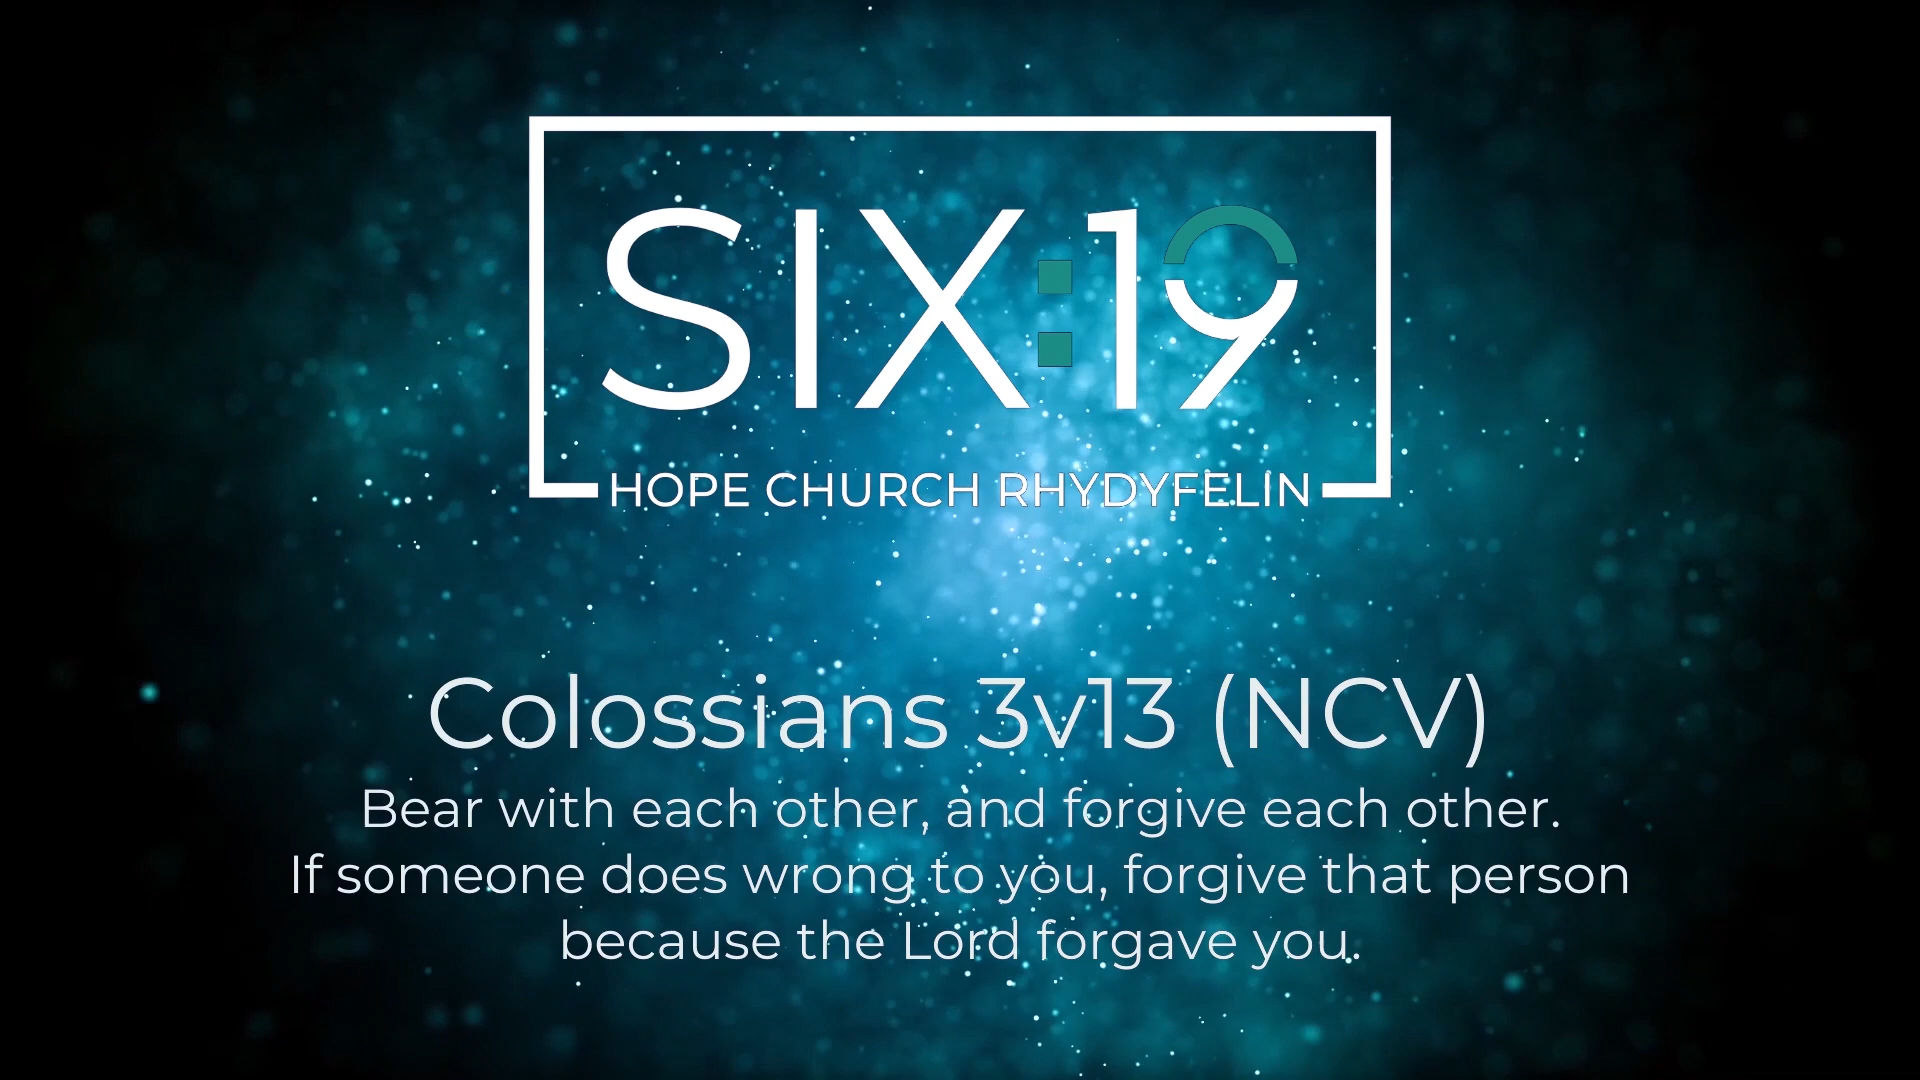 SIX:19
HOPE CHURCH RHYDYFELIN
Colossians 3v13 (NCV)
Bear with each other, and forgive each other.
If someone does wrong to you, forgive that person
because the Lord forgave you.